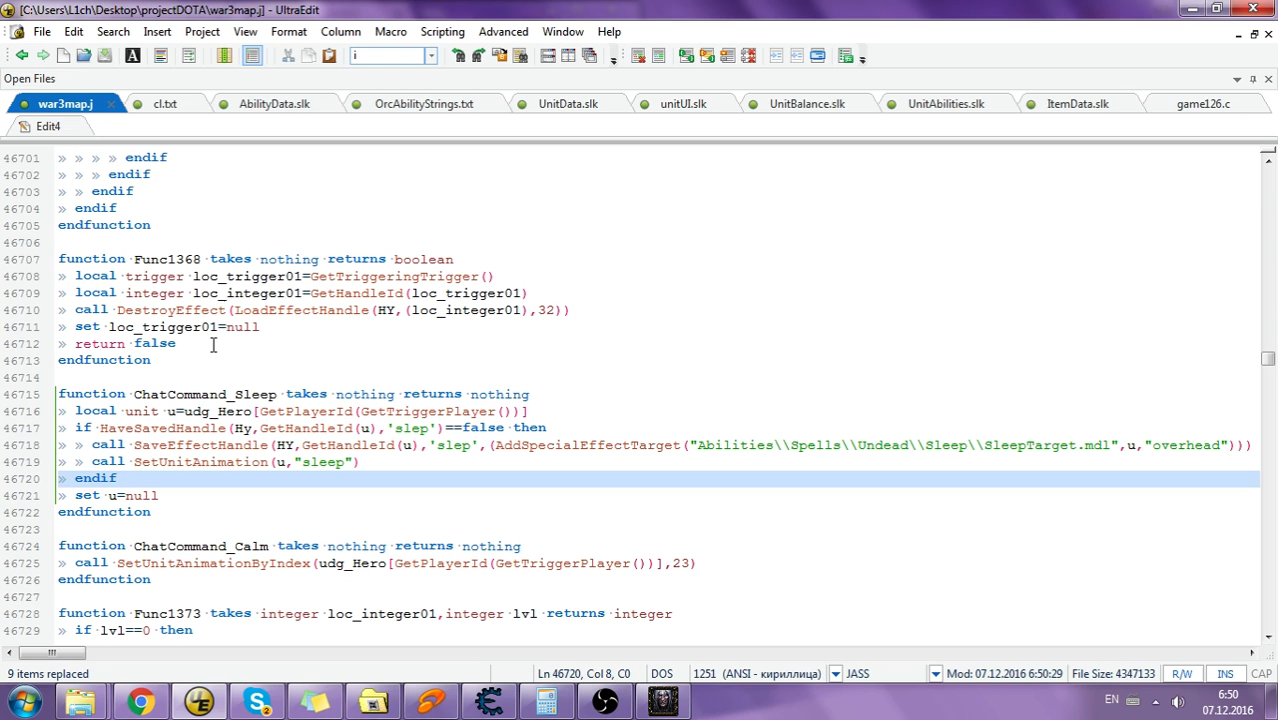 [C:\Users\L1ch\Desktop\projectDOTA\war3map.j] - UltraEdit
File Edit Search Insert Project View Format Column Macro Scripting Advanced Window Help
i
Open Files
war3map.j cl.txt AbilityData.slk OrcAbilityStrings.txt UnitData.slk unitUI.slk UnitBalance.slk UnitAbilities.slk ItemData.slk game126.c
Edit4
46701 » » » » endif
46702 » » » endif
46703 » » endif
46704 » endif
46705 endfunction
46706
46707 function Func1368 takes nothing returns boolean
46708 » local trigger loc_trigger01=GetTriggeringTrigger()
46709 » local integer loc_integer01=GetHandleId(loc_trigger01)
46710 » call DestroyEffect(LoadEffectHandle(HY,(loc_integer01),32))
46711 » set loc_trigger01=null
46712 » return false
46713 endfunction
46714
46715 function ChatCommand_Sleep takes nothing returns nothing
46716 » local unit u=udg_Hero[GetPlayerId(GetTriggerPlayer())]
46717 » if HaveSavedHandle(Hy,GetHandleId(u),'slep')==false then
46718 » » call SaveEffectHandle(HY,GetHandleId(u),'slep',(AddSpecialEffectTarget("Abilities\\Spells\\Undead\\Sleep\\SleepTarget.mdl",u,"overhead")))
46719 » » call SetUnitAnimation(u,"sleep")
46720 » endif
46721 » set u=null
46722 endfunction
46723
46724 function ChatCommand_Calm takes nothing returns nothing
46725 » call SetUnitAnimationByIndex(udg_Hero[GetPlayerId(GetTriggerPlayer())],23)
46726 endfunction
46727
46728 function Func1373 takes integer loc_integer01,integer lvl returns integer
46729 » if lvl==0 then
9 items replaced Ln 46720, Col 8, C0 DOS 1251 (ANSI - кириллица) JASS Mod: 07.12.2016 6:50:29 File Size: 4347133 R/W INS CAP
EN 6:50
07.12.2016